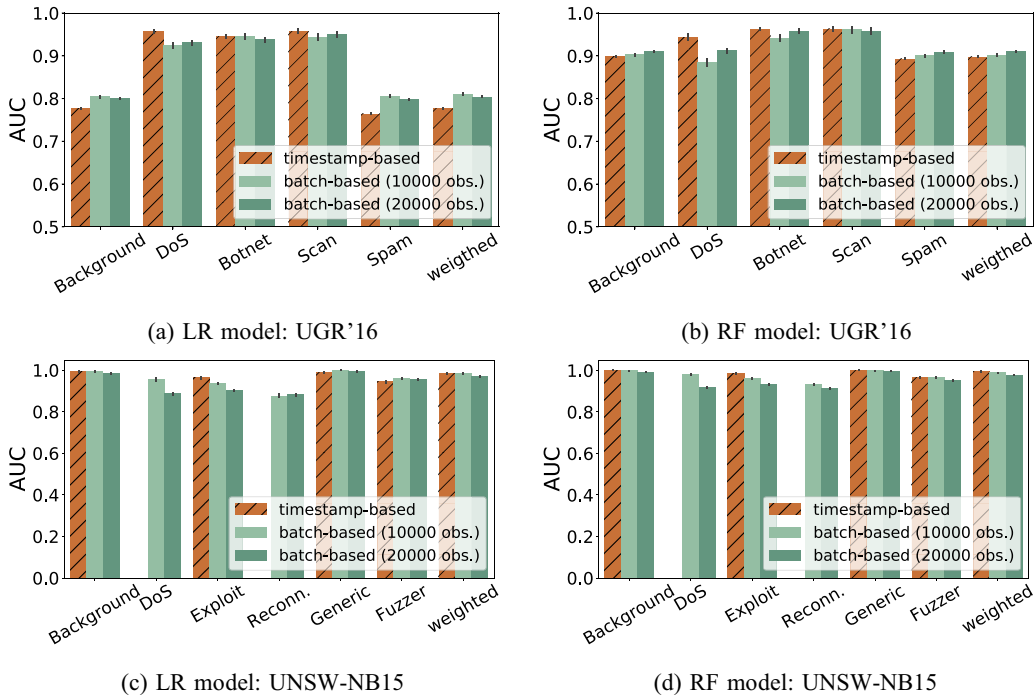 1.0
0.9
0.8
0.7
0.6
0.5
AUC
timestamp-based
batch-based (10000 obs.)
batch-based (20000 obs.)
Background
DoS
Botnet
Scan
Spam
weigthed
(a) LR model: UGR’16
1.0
0.9
0.8
0.7
0.6
0.5
AUC
timestamp-based
batch-based (10000 obs.)
batch-based (20000 obs.)
Background
DoS
Botnet
Scan
Spam
weigthed
(b) RF model: UGR’16
1.0
0.8
0.6
0.4
0.2
0.0
AUC
timestamp-based
batch-based (10000 obs.)
batch-based (20000 obs.)
Background
DoS
Exploit
Reconn.
Generic
Fuzzer
weighted
(c) LR model: UNSW-NB15
1.0
0.8
0.6
0.4
0.2
0.0
AUC
timestamp-based
batch-based (10000 obs.)
batch-based (20000 obs.)
Background
DoS
Exploit
Reconn.
Generic
Fuzzer
weighted
(d) RF model: UNSW-NB15